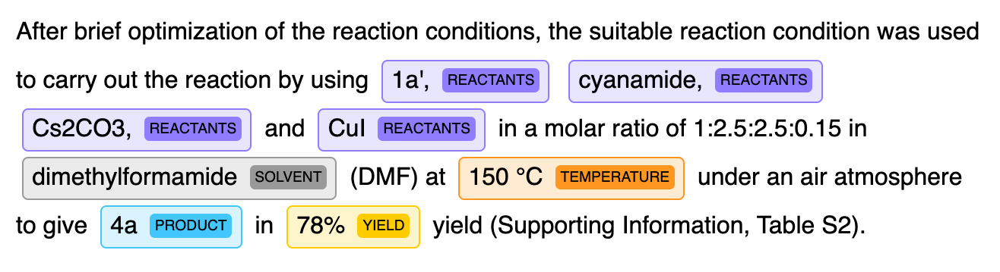 After brief optimization of the reaction conditions, the suitable reaction condition was used
to carry out the reaction by using 1a', REACTANTS cyanamide, REACTANTS
Cs2CO3, REACTANTS and CuI REACTANTS in a molar ratio of 1:2.5:2.5:0.15 in
dimethylformamide SOLVENT (DMF) at 150 °C TEMPERATURE under an air atmosphere
to give 4a PRODUCT in 78% YIELD yield (Supporting Information, Table S2).